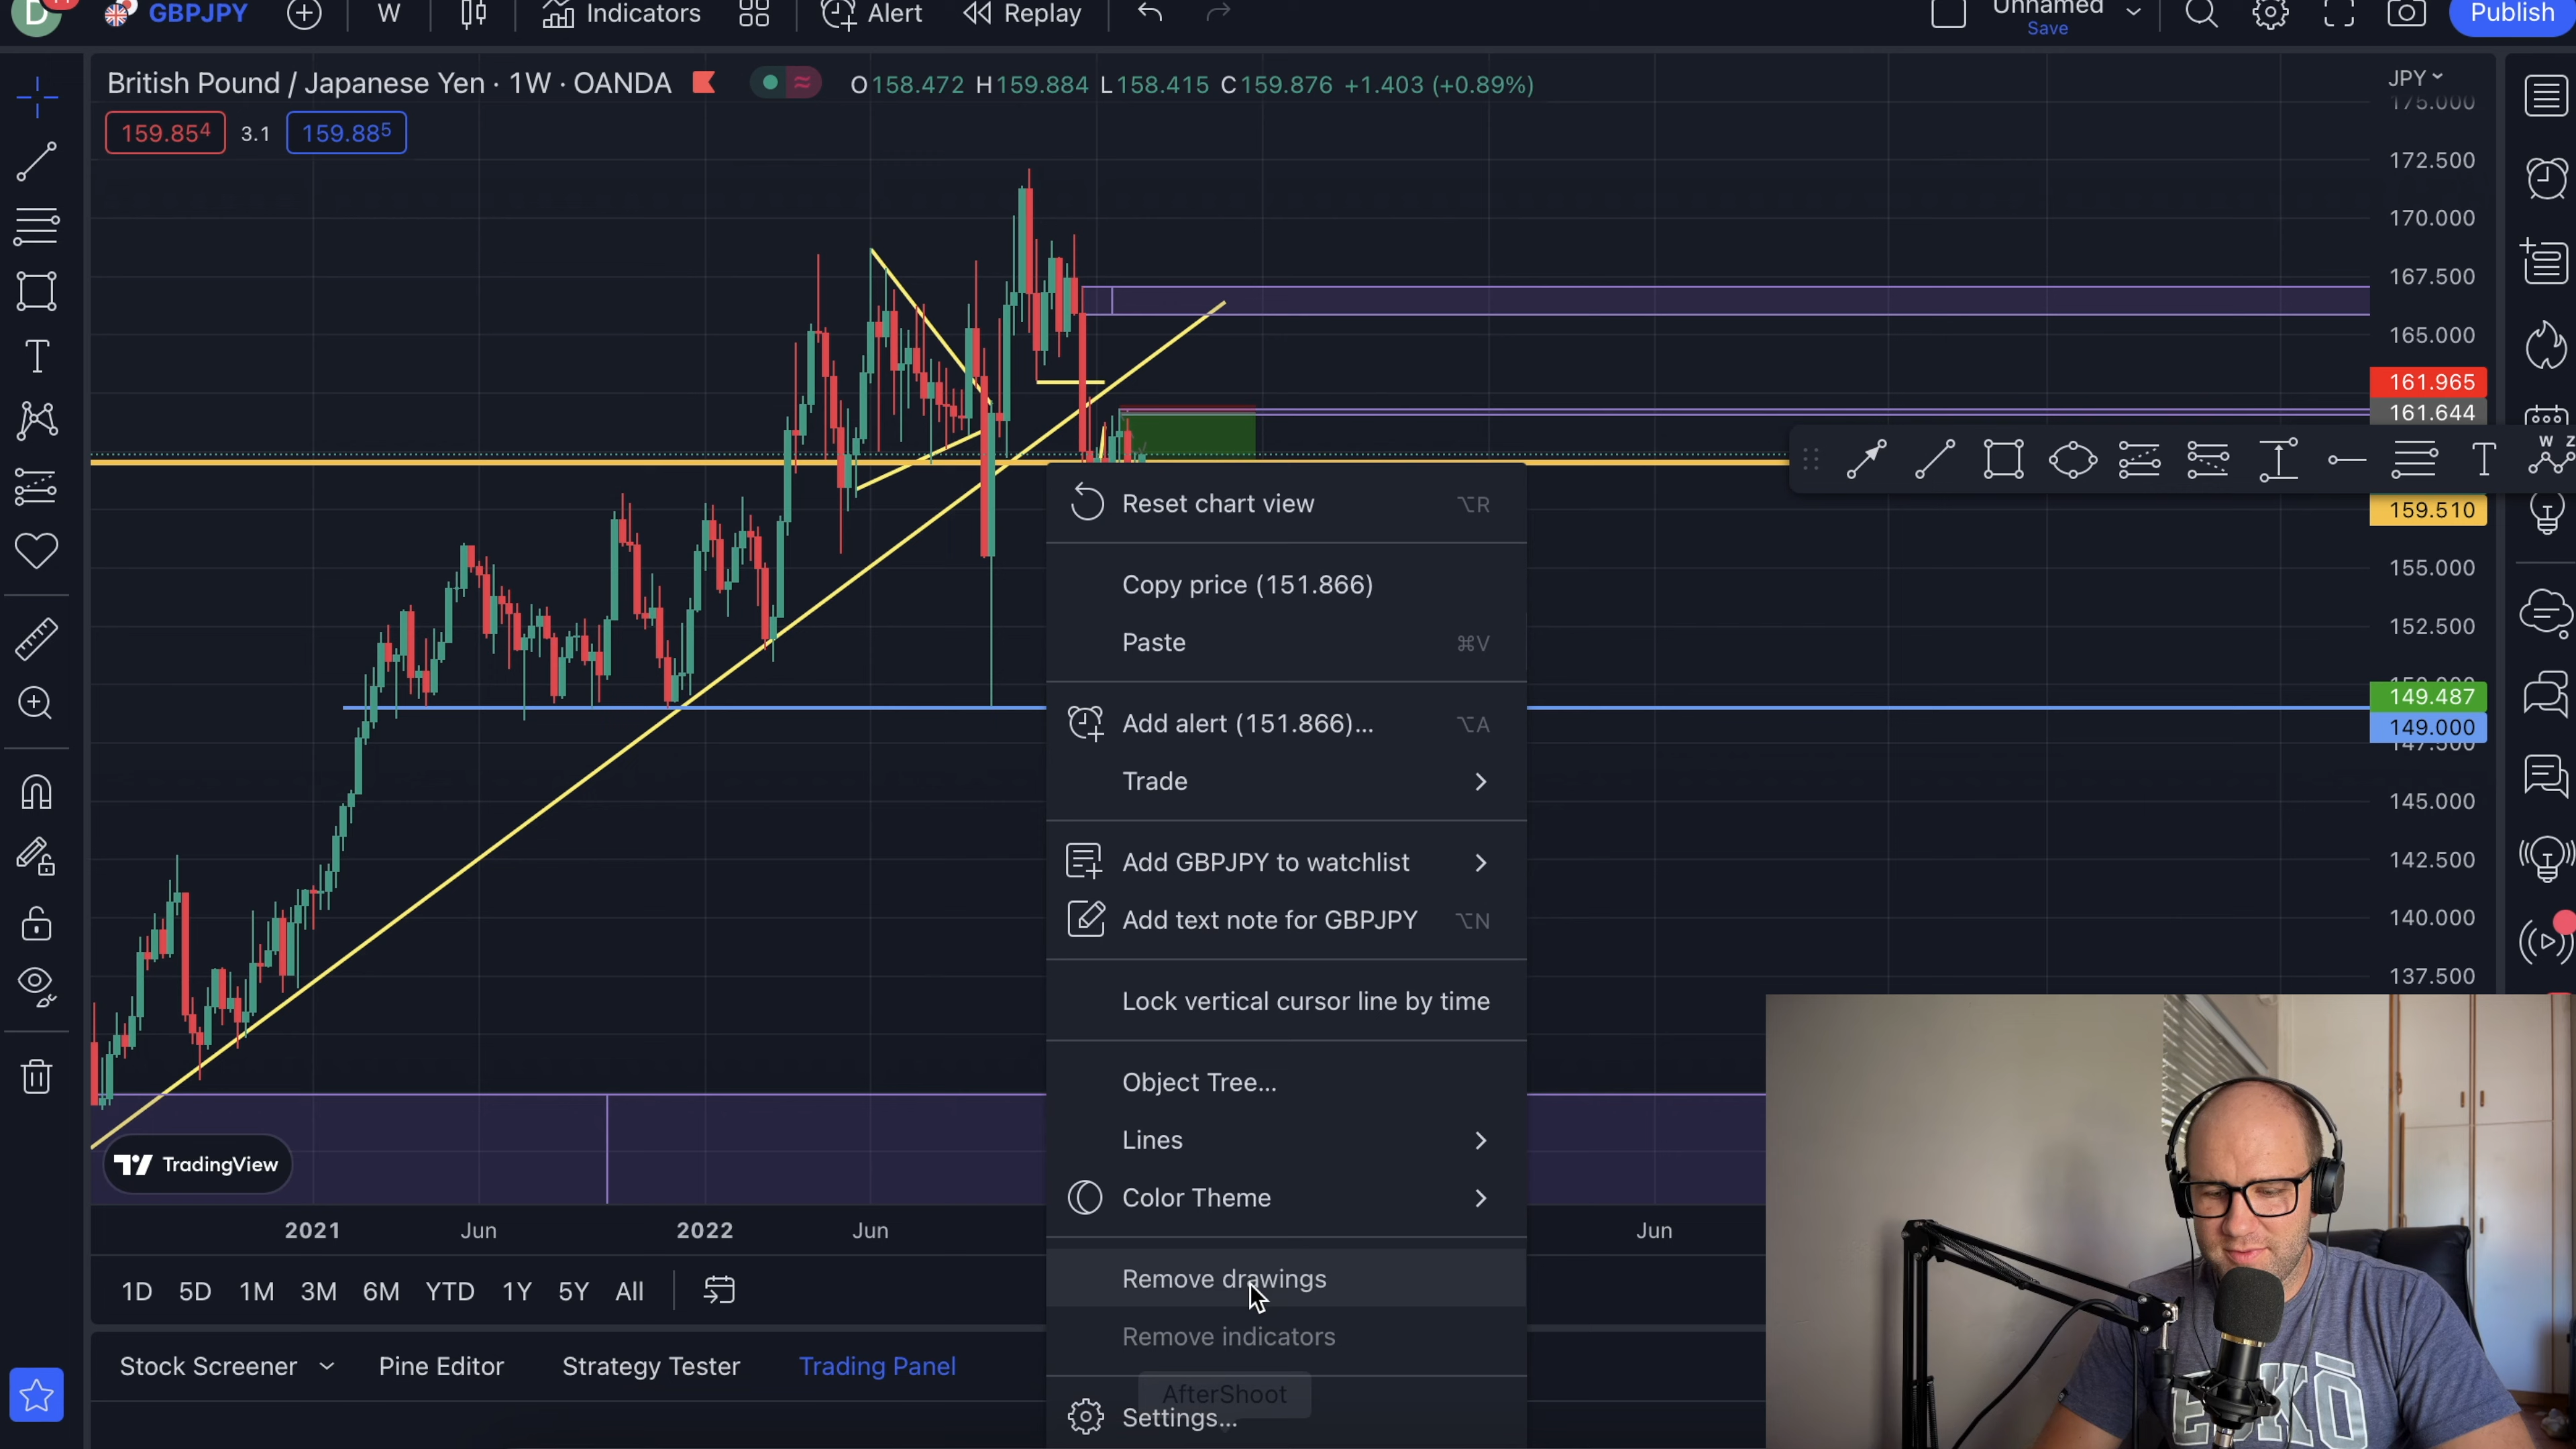 D 11 GBPJPY W Indicators Alert Replay Unnamed Save Publish
British Pound / Japanese Yen · 1W · OANDA O158.472 H159.884 L158.415 C159.876 +1.403 (+0.89%)
JPY
175.000
159.854 3.1 159.885
172.500
170.000
167.500
165.000
161.965
161.644
T
W Z
159.510
155.000
152.500
149.487
149.000
147.500
145.000
142.500
140.000
137.500
T
Reset chart view ⌥R
Copy price (151.866)
Paste ⌘V
Add alert (151.866)... ⌥A
Trade
Add GBPJPY to watchlist
Add text note for GBPJPY ⌥N
Lock vertical cursor line by time
Object Tree...
Lines
Color Theme
Remove drawings
Remove indicators
AfterShoot
Settings...
TradingView
2021 Jun 2022 Jun Jun
1D 5D 1M 3M 6M YTD 1Y 5Y All
Stock Screener Pine Editor Strategy Tester Trading Panel